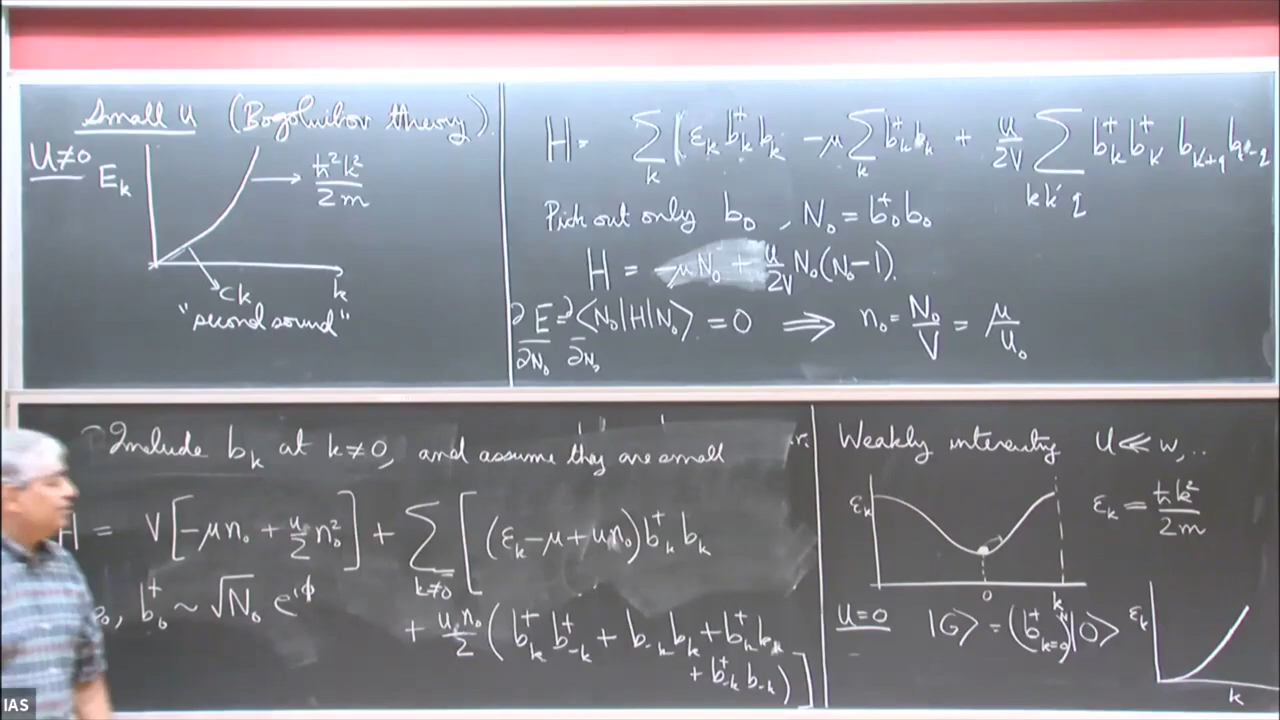 Small U (Bogoliubov theory).
U≠0
E_k
ħ²k²/2m
ck
k
"second sound"
H = Σ_k (ε_k b_k^+ b_k - μ Σ_k b_k^+ b_k + u/2V Σ_{k k' q} b_k^+ b_k'^+ b_{k+q} b_{k'-q}
Pick out only b_0 , N_0 = b_0^+ b_0
H = -μN_0 + u/2V N_0(N_0-1).
∂E/∂N_0 = ∂/∂N_0 <N_0|H|N_0> = 0 ⟹ n_0 = N_0/V = μ/u_0
Include b_k at k≠0, and assume they are small
H = V[-μn_0 + u/2 n_0²] + Σ_{k≠0} [(ε_k-μ+un_0) b_k^+ b_k
b_0^+ ~ √N_0 e^{iφ}
+ u n_0/2 (b_k^+ b_{-k}^+ + b_{-k} b_k + b_k^+ b_k + b_{-k}^+ b_{-k})]
Weakly interacting U ≪ w, ..
ε_k
ε_k = ħk²/2m
0
k
U=0
|G> = (b_{k=0}^+)^N |0>
ε_k
k
IAS